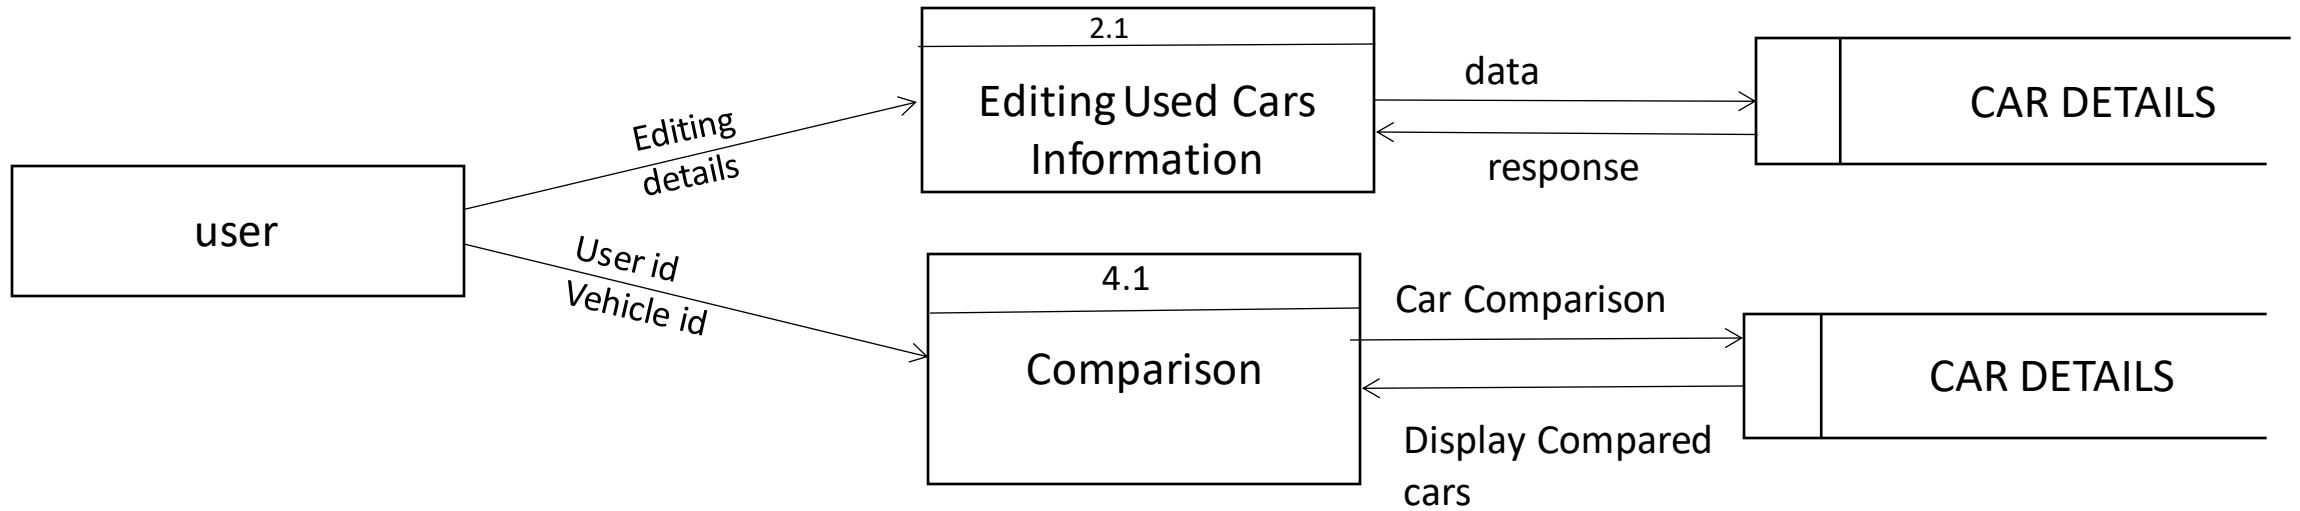 2.1
Editing Used Cars
Information
data
response
CAR DETAILS
Editing
details
user
User id
Vehicle id
4.1
Comparison
Car Comparison
Display Compared
cars
CAR DETAILS